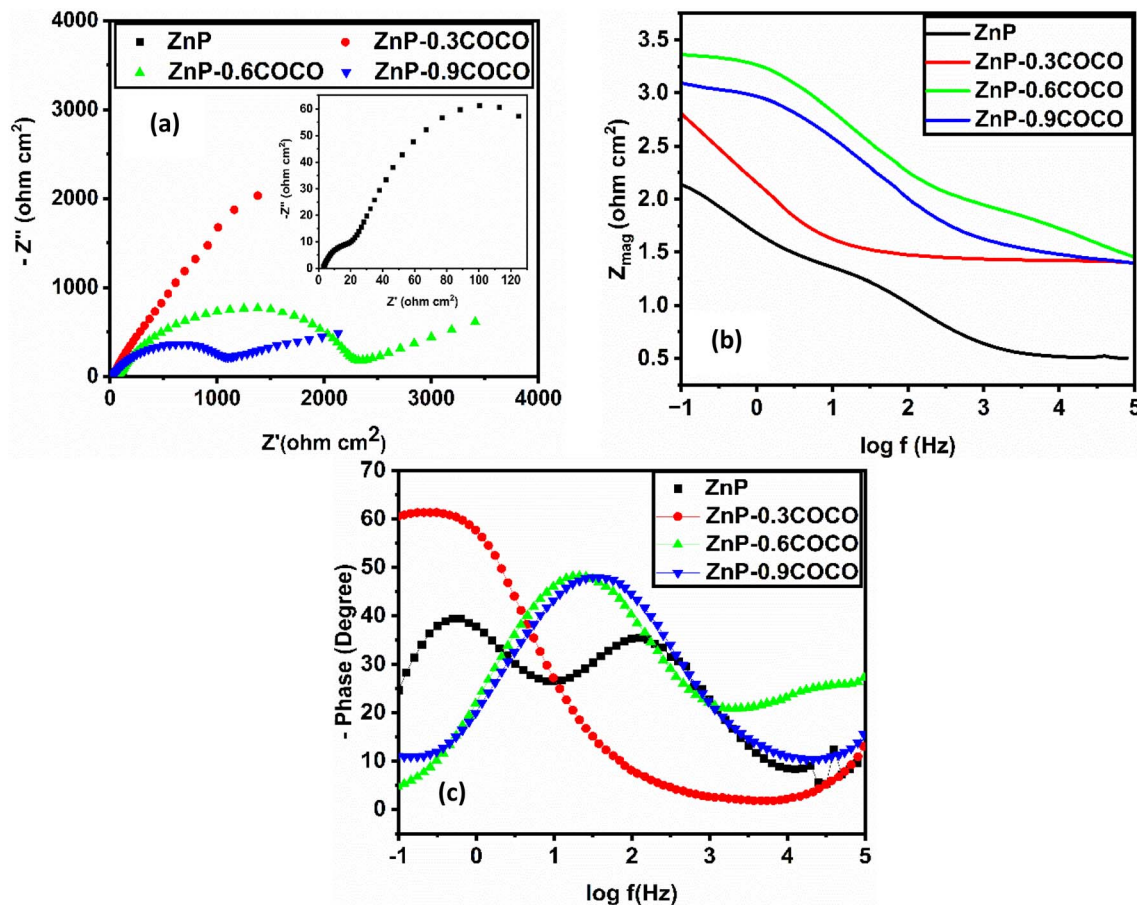 4000
3000
2000
1000
0
- Z'' (ohm cm²)
ZnP
ZnP-0.3COCO
ZnP-0.6COCO
ZnP-0.9COCO
(a)
60
50
40
30
20
10
0
-Z'' (ohm cm²)
0 20 40 60 80 100 120
Z' (ohm cm²)
0 1000 2000 3000 4000
Z'(ohm cm²)
3.5
3.0
2.5
2.0
1.5
1.0
0.5
Zmag (ohm cm²)
ZnP
ZnP-0.3COCO
ZnP-0.6COCO
ZnP-0.9COCO
(b)
−1 0 1 2 3 4 5
log f (Hz)
70
60
50
40
30
20
10
0
- Phase (Degree)
ZnP
ZnP-0.3COCO
ZnP-0.6COCO
ZnP-0.9COCO
(c)
-1 0 1 2 3 4 5
log f(Hz)